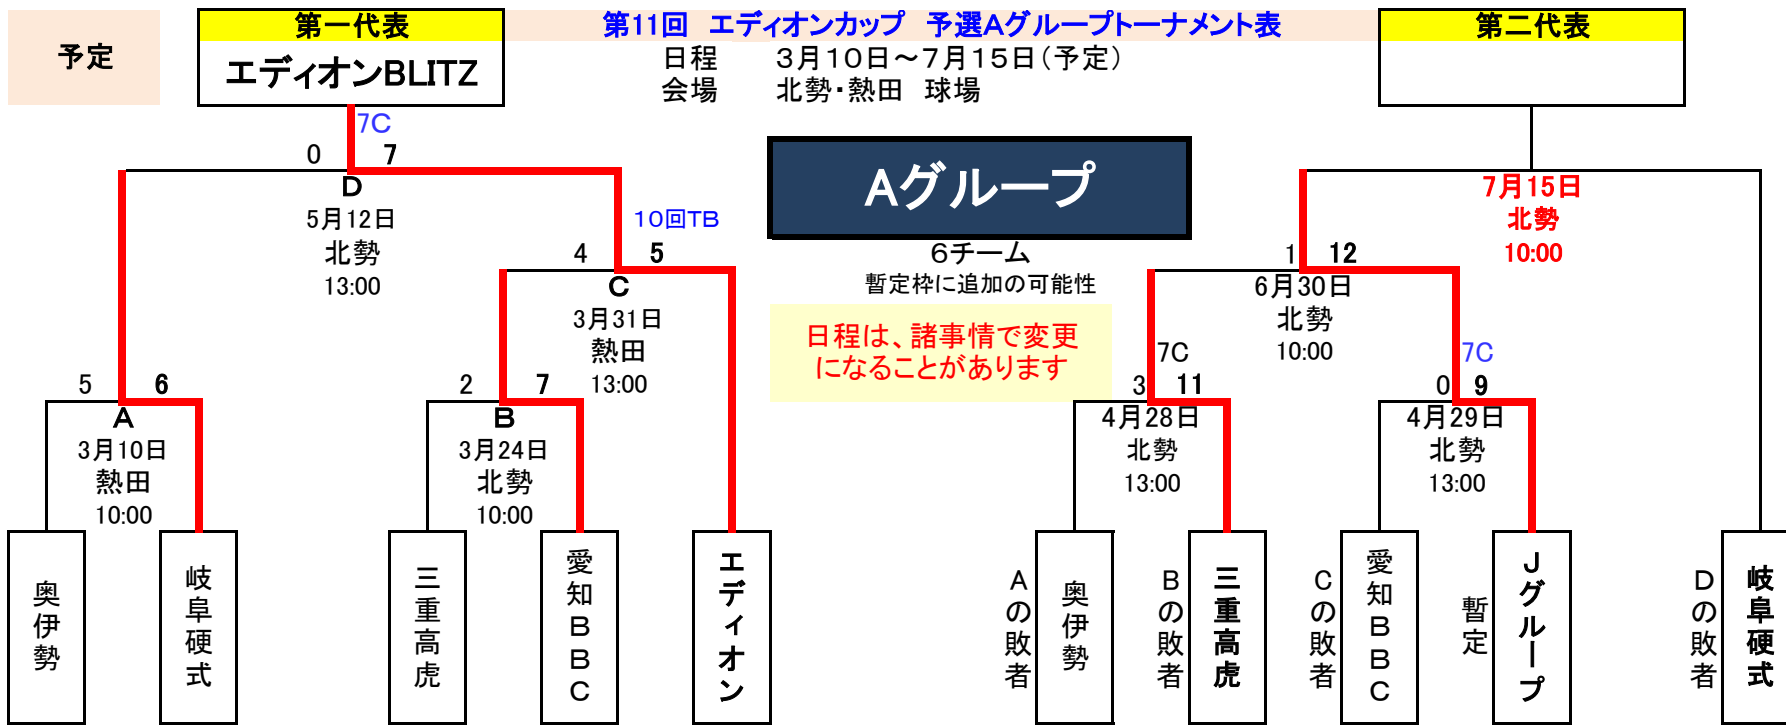 予定
第一代表
エディオンBLITZ
第11回 エディオンカップ 予選Aグループトーナメント表
日程 3月10日～7月15日(予定)
会場 北勢・熱田 球場
第二代表
7C
0 7
D
5月12日
北勢
13:00
10回TB
4 5
C
3月31日
熱田
13:00
5 6
A
3月10日
熱田
10:00
2 7
B
3月24日
北勢
10:00
Aグループ
6チーム
暫定枠に追加の可能性
日程は、諸事情で変更
になることがあります
7月15日
北勢
10:00
1 12
6月30日
北勢
10:00
7C
3 11
4月28日
北勢
13:00
7C
0 9
4月29日
北勢
13:00
奥伊勢
岐阜硬式
三重高虎
愛知BBC
エディオン
Aの敗者
奥伊勢
Bの敗者
三重高虎
Cの敗者
愛知BBC
暫定
Jグループ
Dの敗者
岐阜硬式